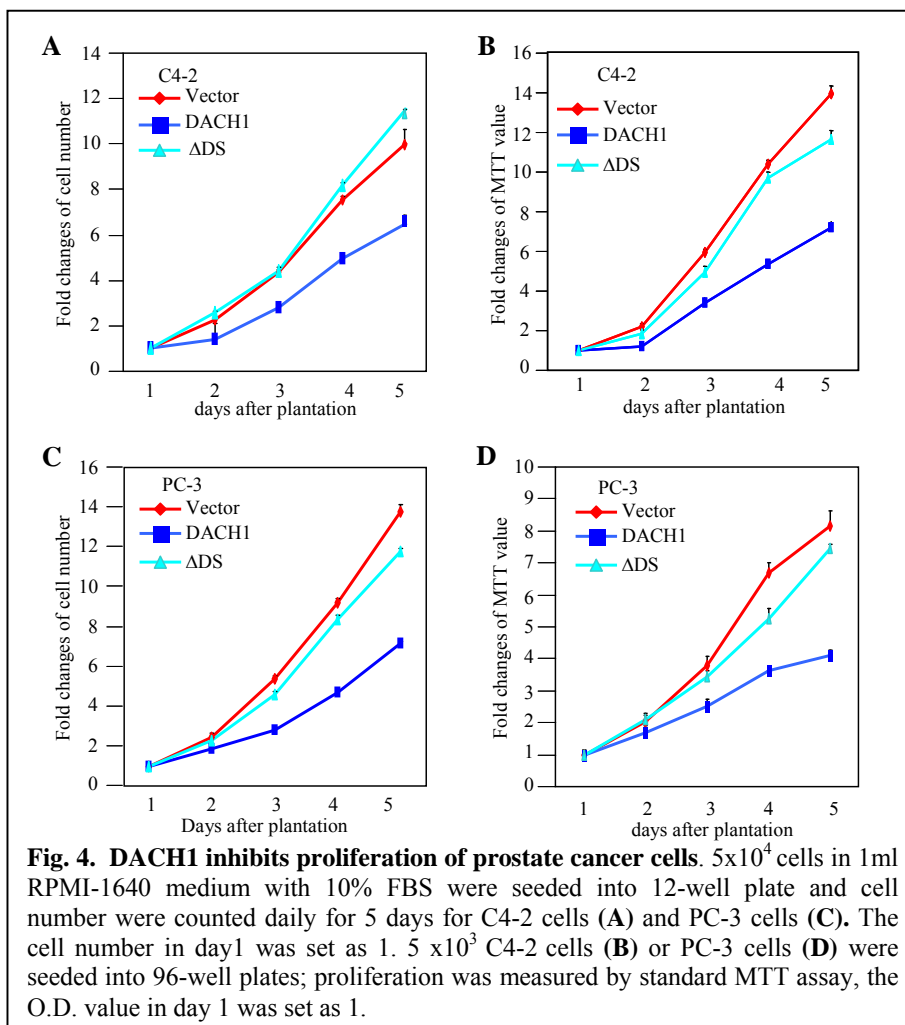 A
14
12
10
8
6
4
2
0
Fold changes of cell number
C4-2
Vector
DACH1
ΔDS
1 2 3 4 5
days after plantation
B
16
14
12
10
8
6
4
2
0
Fold changes of MTT value
C4-2
Vector
DACH1
ΔDS
1 2 3 4 5
days after plantation
C
16
14
12
10
8
6
4
2
0
Fold changes of cell number
PC-3
Vector
DACH1
ΔDS
1 2 3 4 5
Days after plantation
D
10
9
8
7
6
5
4
3
2
1
0
Fold changes of MTT value
PC-3
Vector
DACH1
ΔDS
1 2 3 4 5
days after plantation
Fig. 4. DACH1 inhibits proliferation of prostate cancer cells. 5x10⁴ cells in 1ml
RPMI-1640 medium with 10% FBS were seeded into 12-well plate and cell
number were counted daily for 5 days for C4-2 cells (A) and PC-3 cells (C). The
cell number in day1 was set as 1. 5 x10³ C4-2 cells (B) or PC-3 cells (D) were
seeded into 96-well plates; proliferation was measured by standard MTT assay, the
O.D. value in day 1 was set as 1.